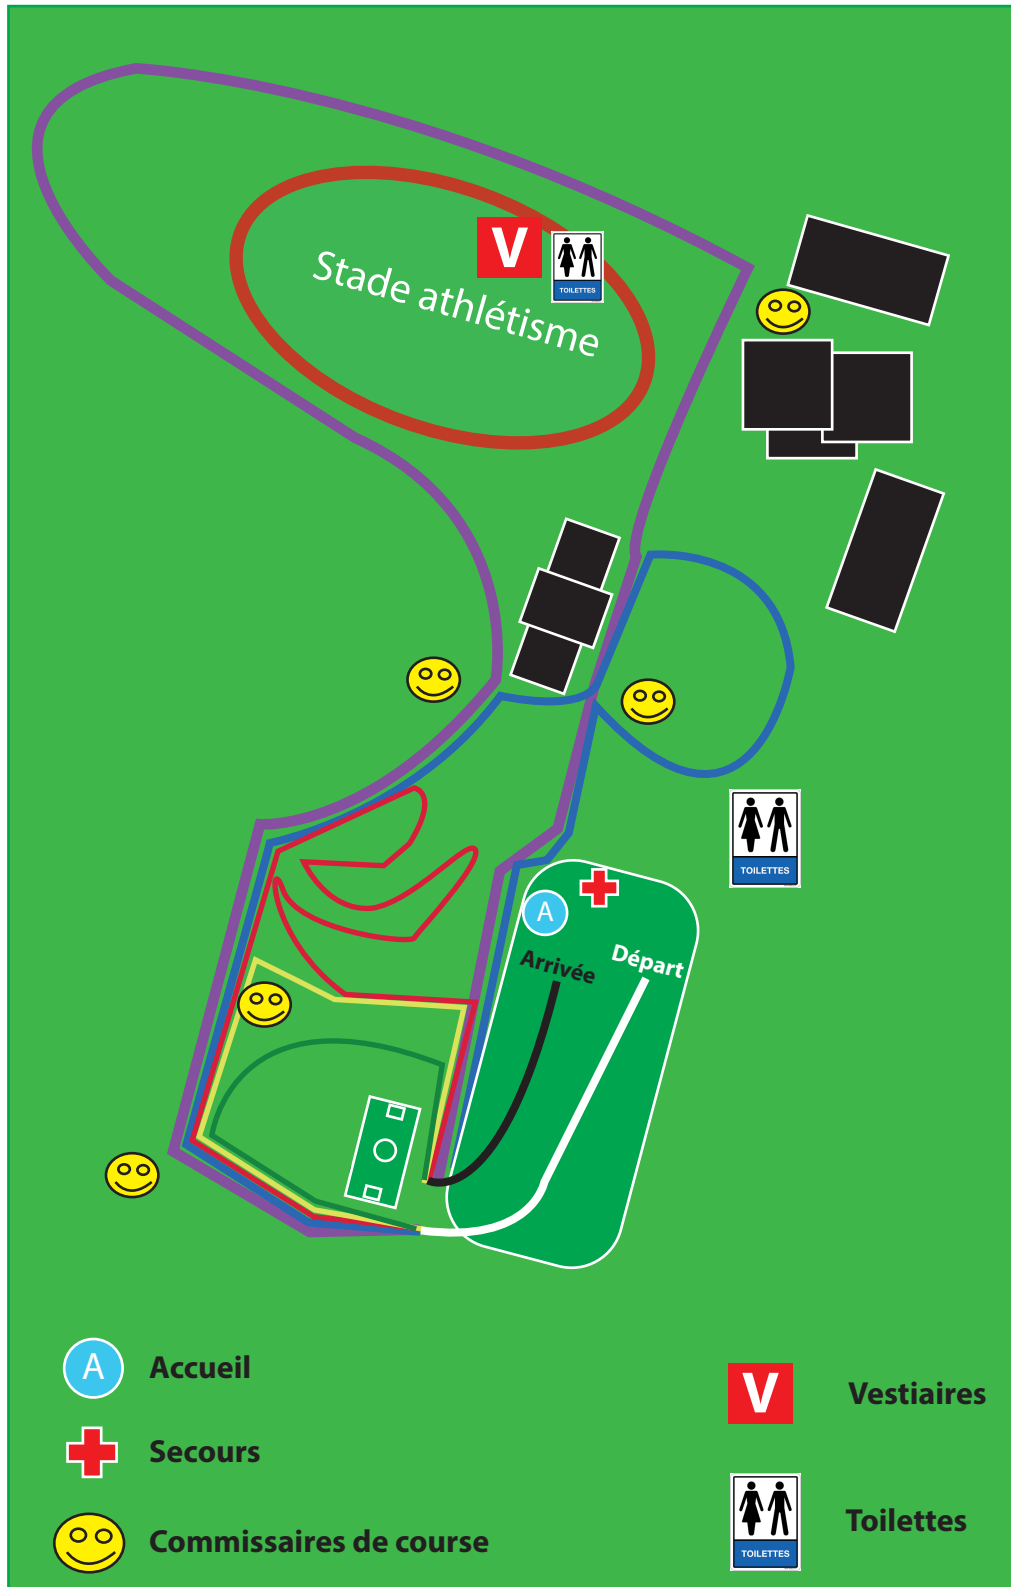 V
TOILETTES
Stade athlétisme
TOILETTES
A
Arrivée
Départ
A
Accueil
V
Vestiaires
Secours
TOILETTES
Toilettes
Commissaires de course